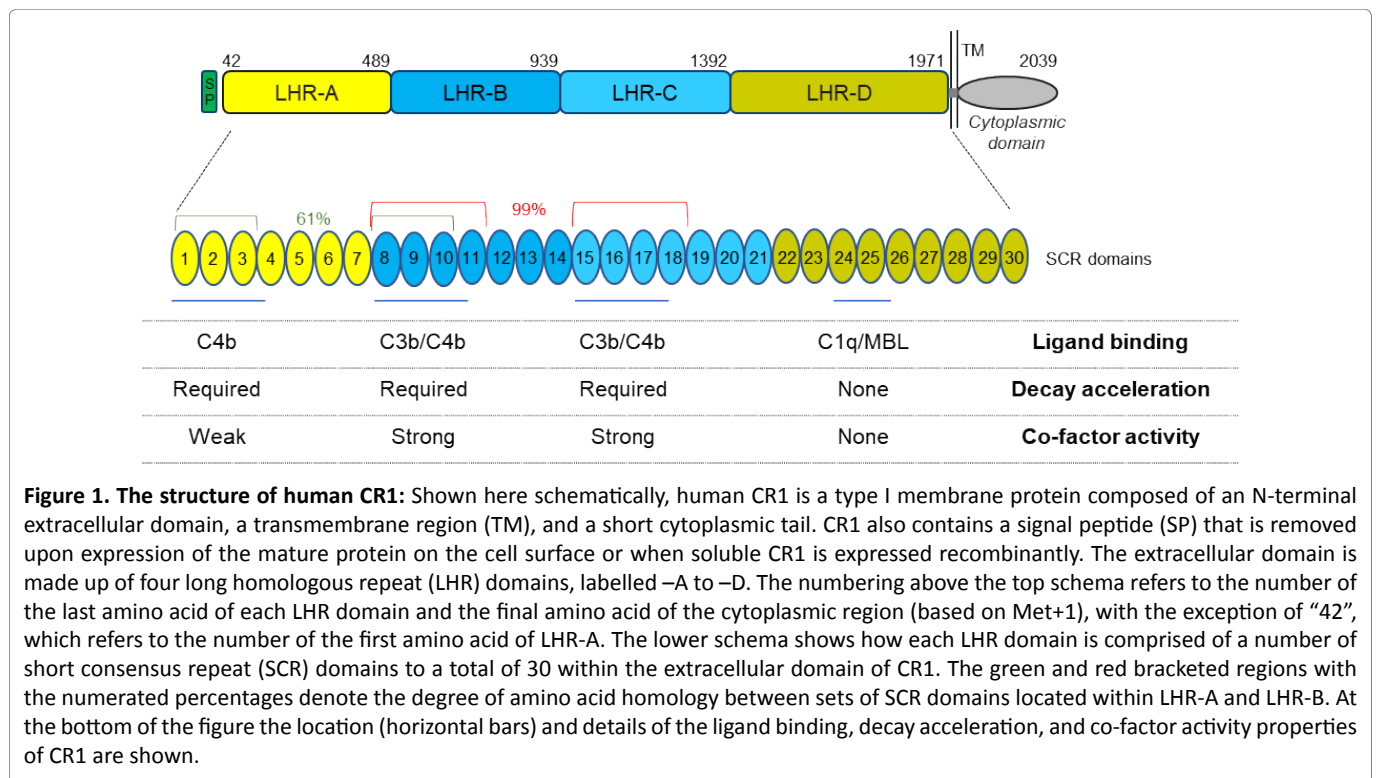 42 489 939 1392 1971 TM 2039
SP LHR-A LHR-B LHR-C LHR-D
Cytoplasmic
domain
61% 99%
1 2 3 4 5 6 7 8 9 10 11 12 13 14 15 16 17 18 19 20 21 22 23 24 25 26 27 28 29 30 SCR domains
C4b C3b/C4b C3b/C4b C1q/MBL Ligand binding
Required Required Required None Decay acceleration
Weak Strong Strong None Co-factor activity
Figure 1. The structure of human CR1: Shown here schematically, human CR1 is a type I membrane protein composed of an N-terminal
extracellular domain, a transmembrane region (TM), and a short cytoplasmic tail. CR1 also contains a signal peptide (SP) that is removed
upon expression of the mature protein on the cell surface or when soluble CR1 is expressed recombinantly. The extracellular domain is
made up of four long homologous repeat (LHR) domains, labelled –A to –D. The numbering above the top schema refers to the number of
the last amino acid of each LHR domain and the final amino acid of the cytoplasmic region (based on Met+1), with the exception of “42”,
which refers to the number of the first amino acid of LHR-A. The lower schema shows how each LHR domain is comprised of a number of
short consensus repeat (SCR) domains to a total of 30 within the extracellular domain of CR1. The green and red bracketed regions with
the numerated percentages denote the degree of amino acid homology between sets of SCR domains located within LHR-A and LHR-B. At
the bottom of the figure the location (horizontal bars) and details of the ligand binding, decay acceleration, and co-factor activity properties
of CR1 are shown.